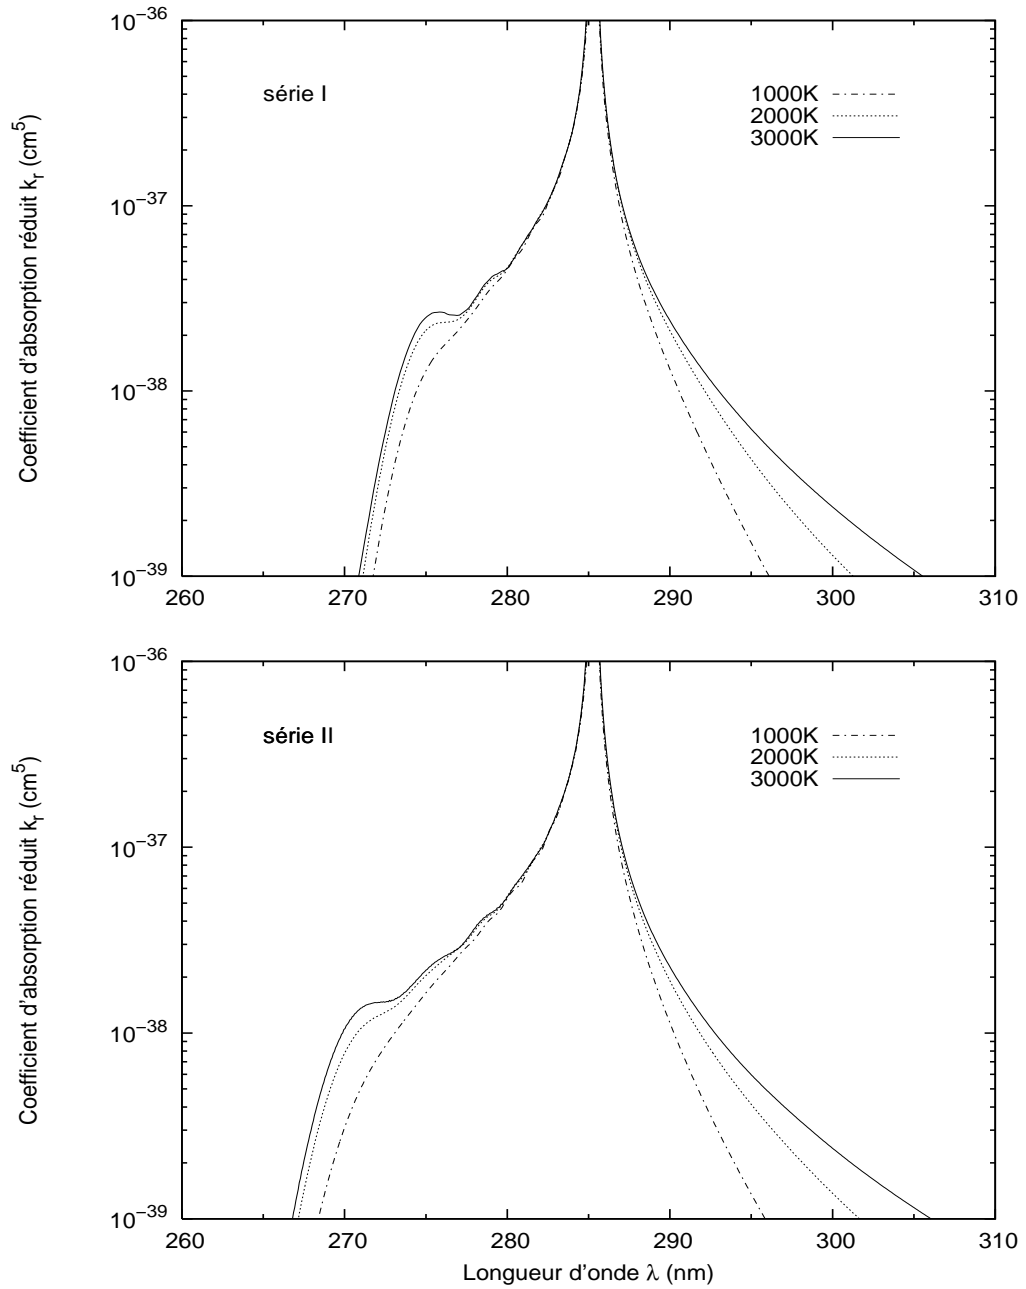 10⁻³⁶
série I
1000K
2000K
3000K
10⁻³⁷
Coefficient d'absorption réduit kᵣ (cm⁵)
10⁻³⁸
10⁻³⁹
260 270 280 290 300 310
10⁻³⁶
série II
1000K
2000K
3000K
10⁻³⁷
Coefficient d'absorption réduit kᵣ (cm⁵)
10⁻³⁸
10⁻³⁹
260 270 280 290 300 310
Longueur d'onde λ (nm)